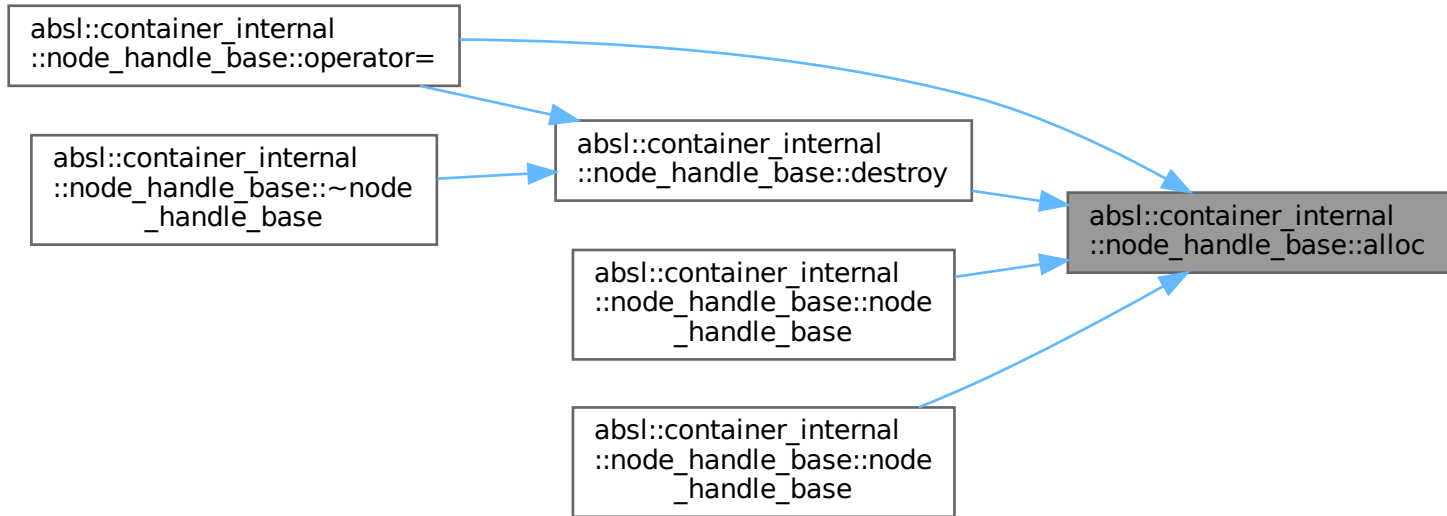 absl::container_internal
::node_handle_base::operator=
absl::container_internal
::node_handle_base::~node
_handle_base
absl::container_internal
::node_handle_base::destroy
absl::container_internal
::node_handle_base::alloc
absl::container_internal
::node_handle_base::node
_handle_base
absl::container_internal
::node_handle_base::node
_handle_base